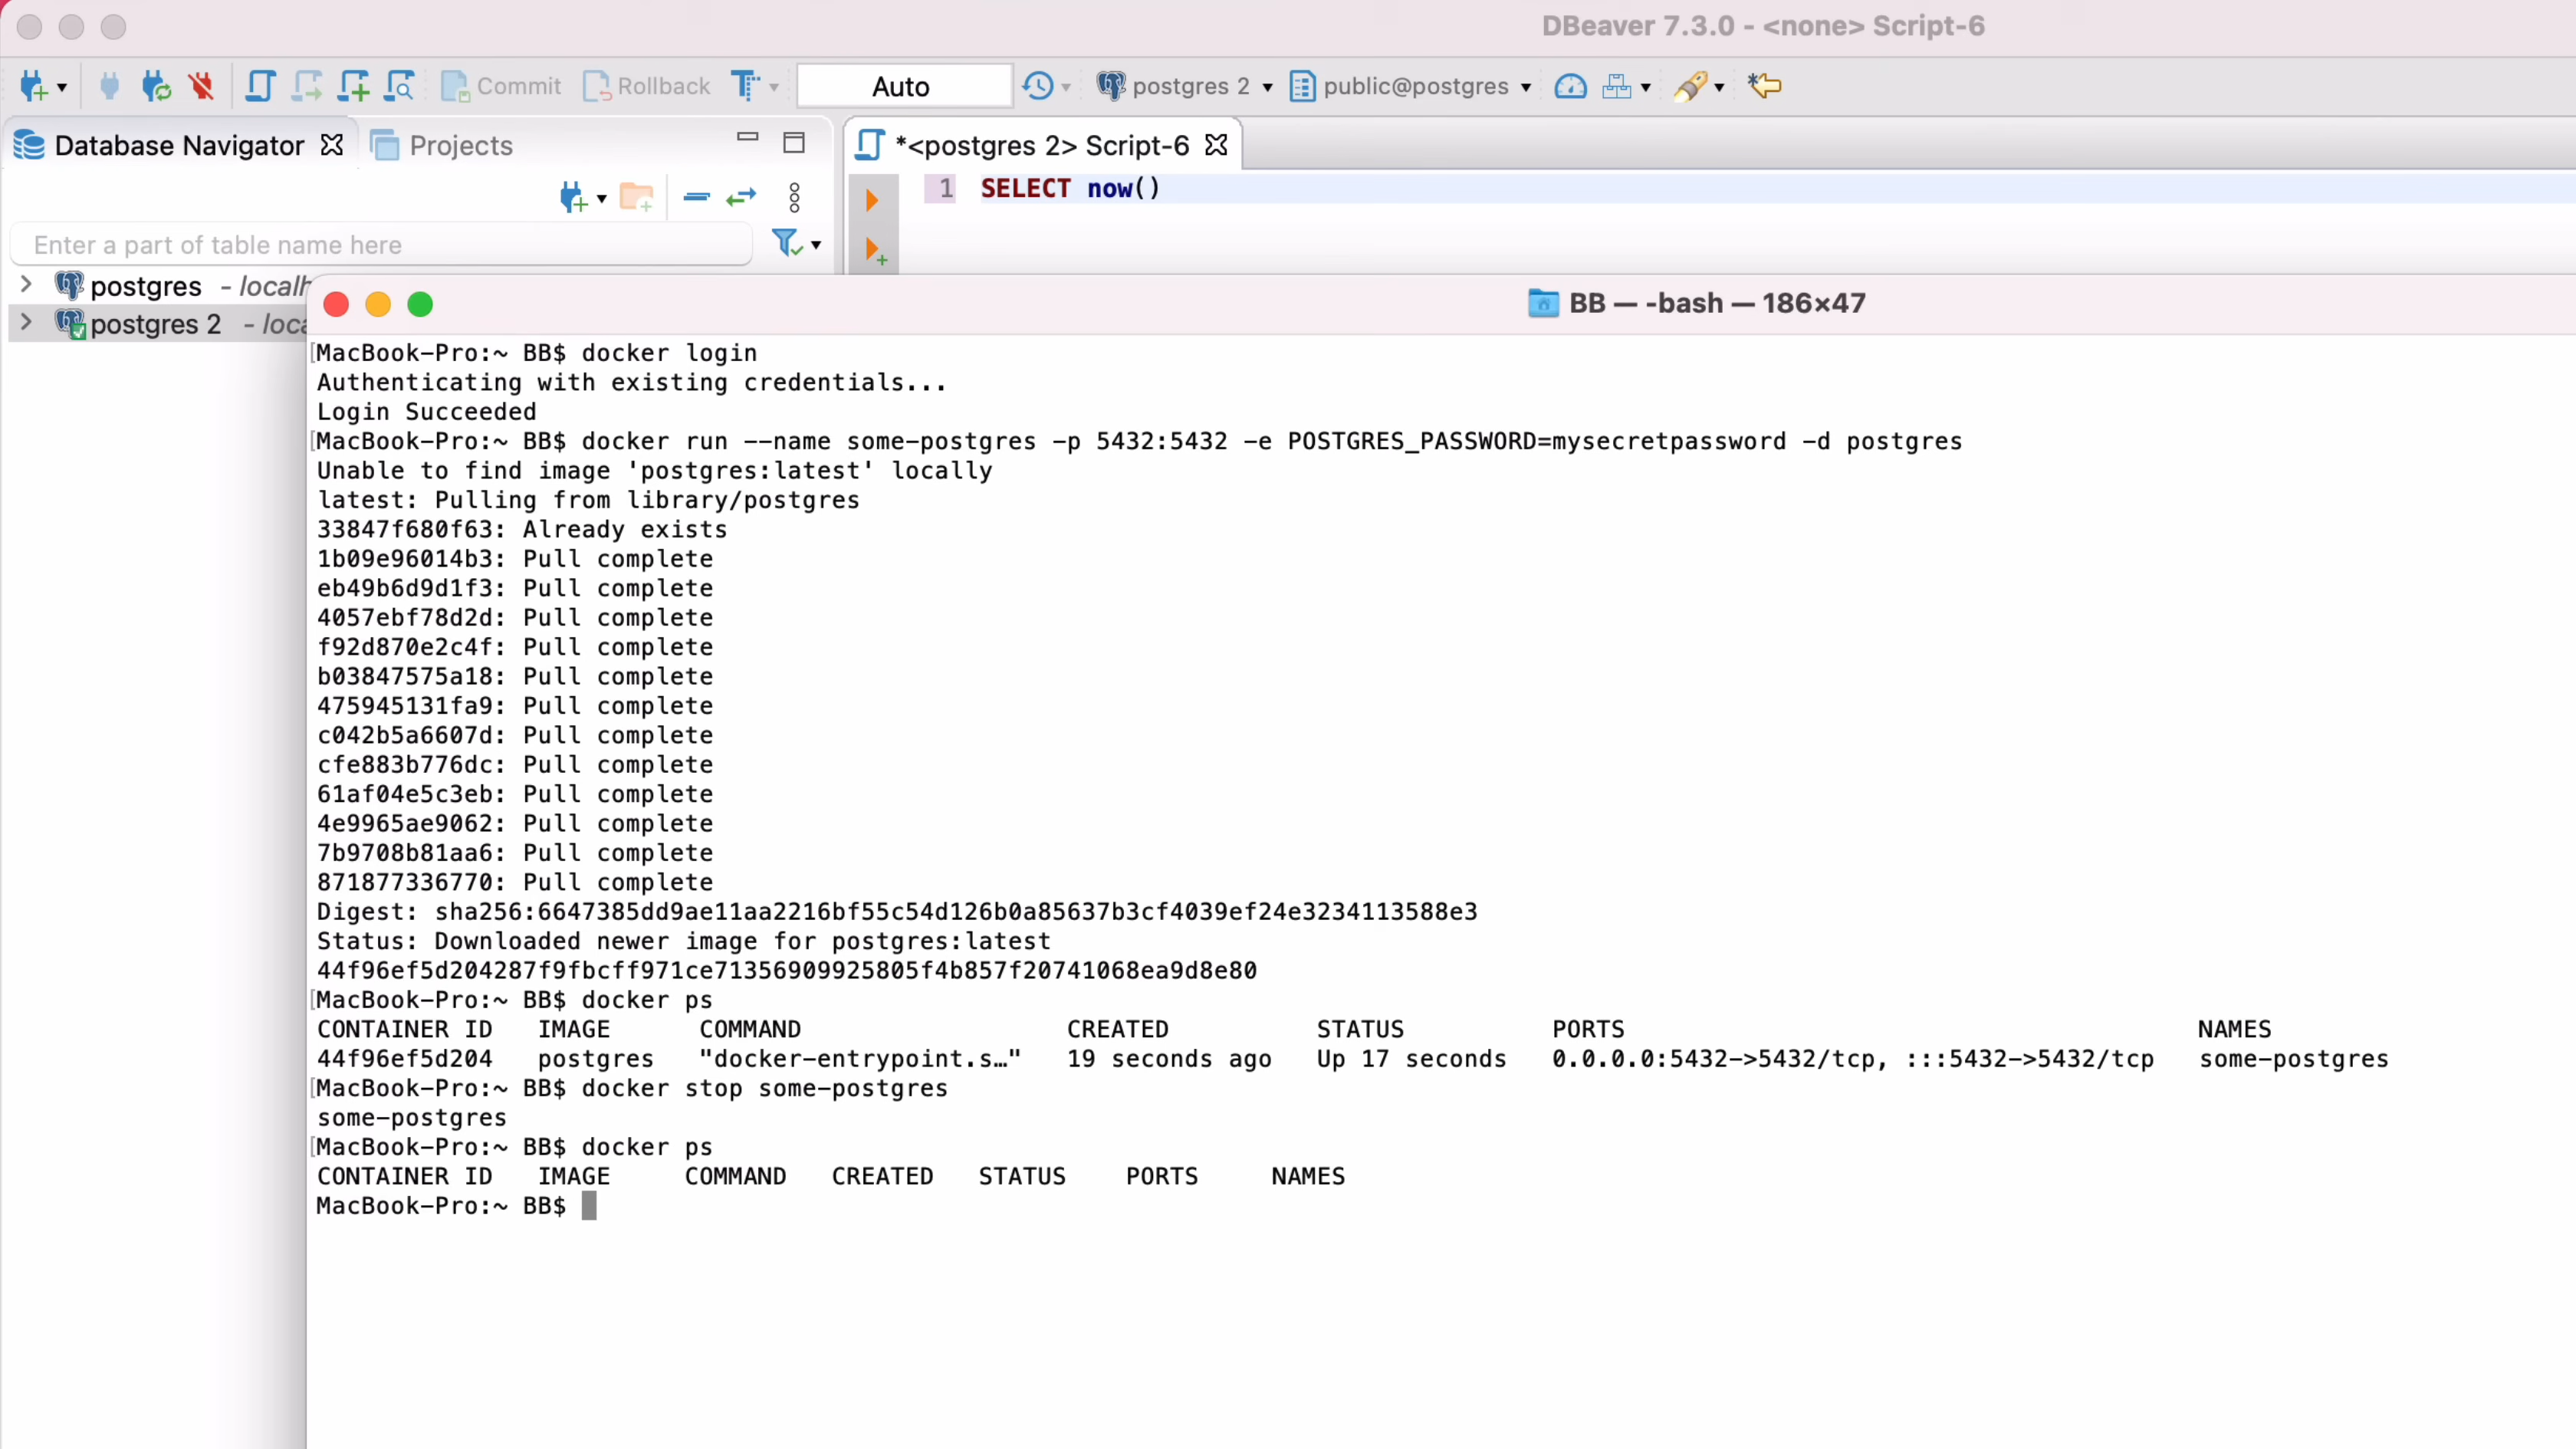 DBeaver 7.3.0 - <none> Script-6
Commit Rollback Auto postgres 2 public@postgres
Database Navigator Projects *<postgres 2> Script-6
1 SELECT now()
Enter a part of table name here
postgres
postgres 2
BB — -bash — 186×47
MacBook-Pro:~ BB$ docker login
Authenticating with existing credentials...
Login Succeeded
MacBook-Pro:~ BB$ docker run --name some-postgres -p 5432:5432 -e POSTGRES_PASSWORD=mysecretpassword -d postgres
Unable to find image 'postgres:latest' locally
latest: Pulling from library/postgres
33847f680f63: Already exists
1b09e96014b3: Pull complete
eb49b6d9d1f3: Pull complete
4057ebf78d2d: Pull complete
f92d870e2c4f: Pull complete
b03847575a18: Pull complete
475945131fa9: Pull complete
c042b5a6607d: Pull complete
cfe883b776dc: Pull complete
61af04e5c3eb: Pull complete
4e9965ae9062: Pull complete
7b9708b81aa6: Pull complete
871877336770: Pull complete
Digest: sha256:6647385dd9ae11aa2216bf55c54d126b0a85637b3cf4039ef24e3234113588e3
Status: Downloaded newer image for postgres:latest
44f96ef5d204287f9fbcff971ce71356909925805f4b857f20741068ea9d8e80
MacBook-Pro:~ BB$ docker ps
CONTAINER ID IMAGE COMMAND CREATED STATUS PORTS NAMES
44f96ef5d204 postgres "docker-entrypoint.s…" 19 seconds ago Up 17 seconds 0.0.0.0:5432->5432/tcp, :::5432->5432/tcp some-postgres
MacBook-Pro:~ BB$ docker stop some-postgres
some-postgres
MacBook-Pro:~ BB$ docker ps
CONTAINER ID IMAGE COMMAND CREATED STATUS PORTS NAMES
MacBook-Pro:~ BB$